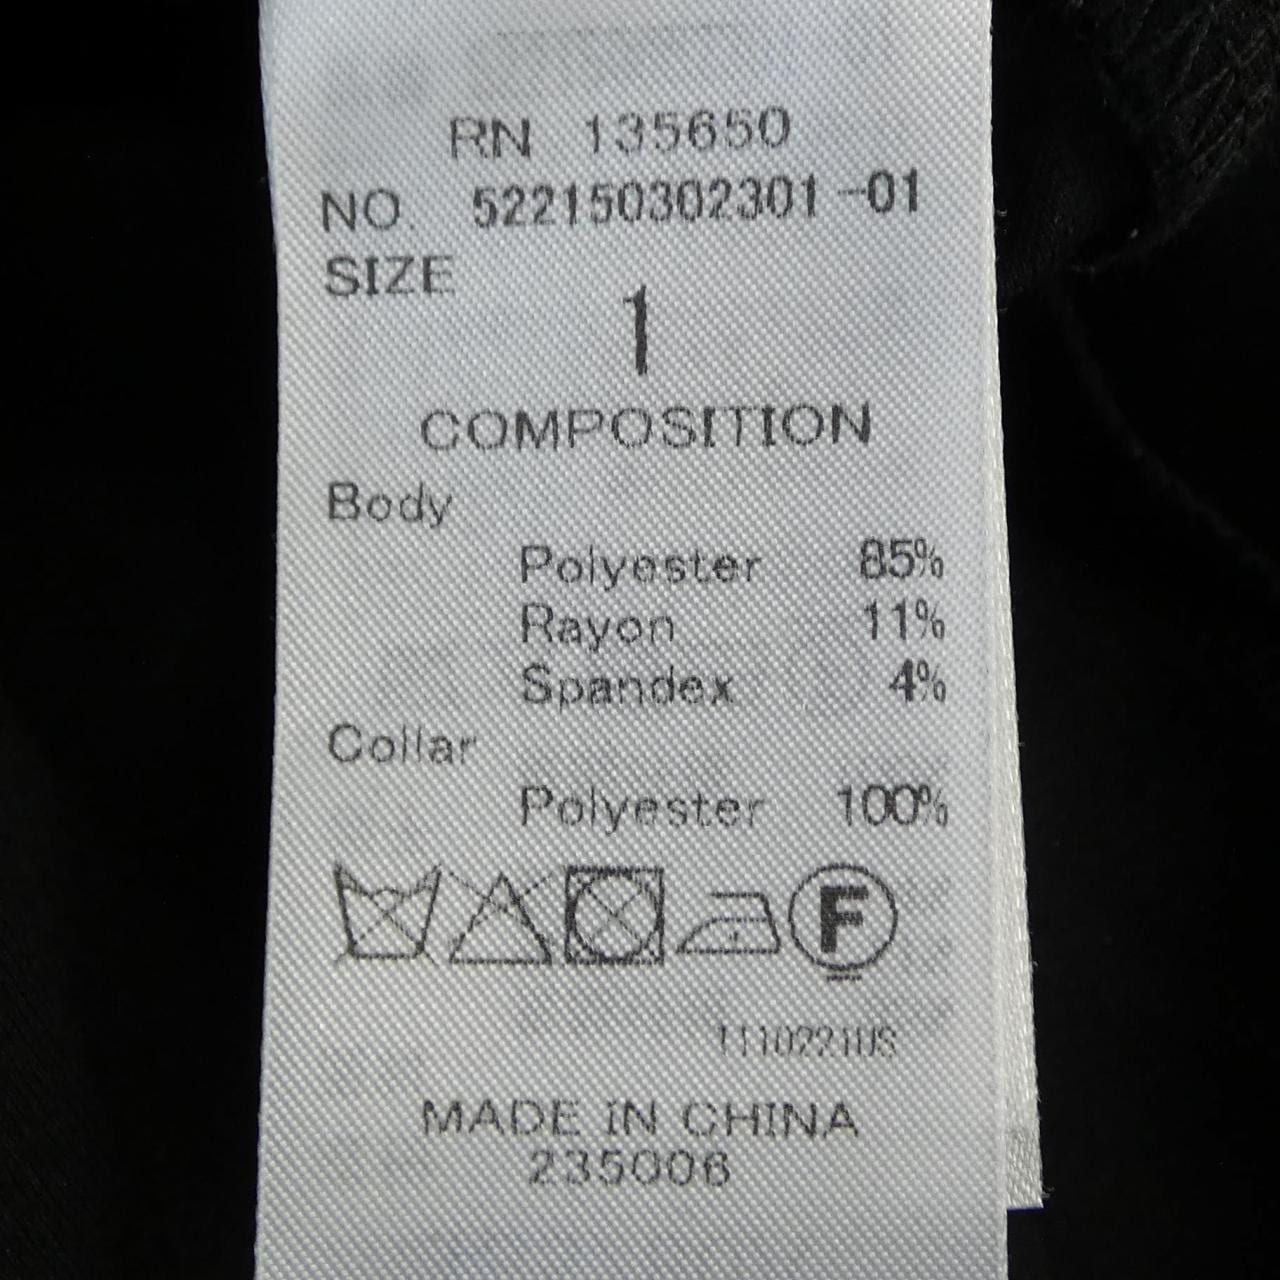 RN 135650
NO. 522150302301-01
SIZE
1
COMPOSITION
Body
Polyester 85%
Rayon 11%
Spandex 4%
Collar
Polyester 100%
F
1110221US
MADE IN CHINA
235006